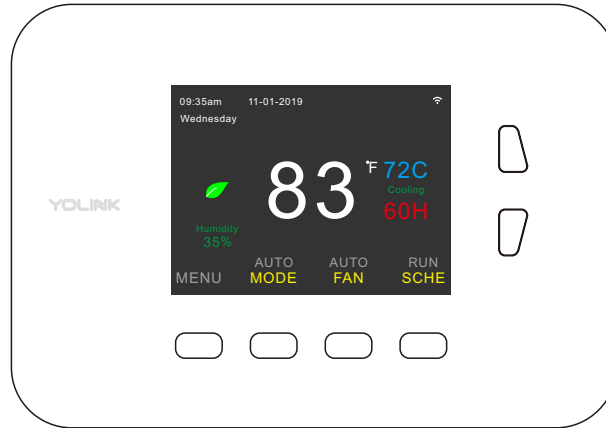 09:35am 11-01-2019
Wednesday
83 °F 72C
Cooling
60H
YOLINK
Humidity
35%
AUTO AUTO RUN
MENU MODE FAN SCHE